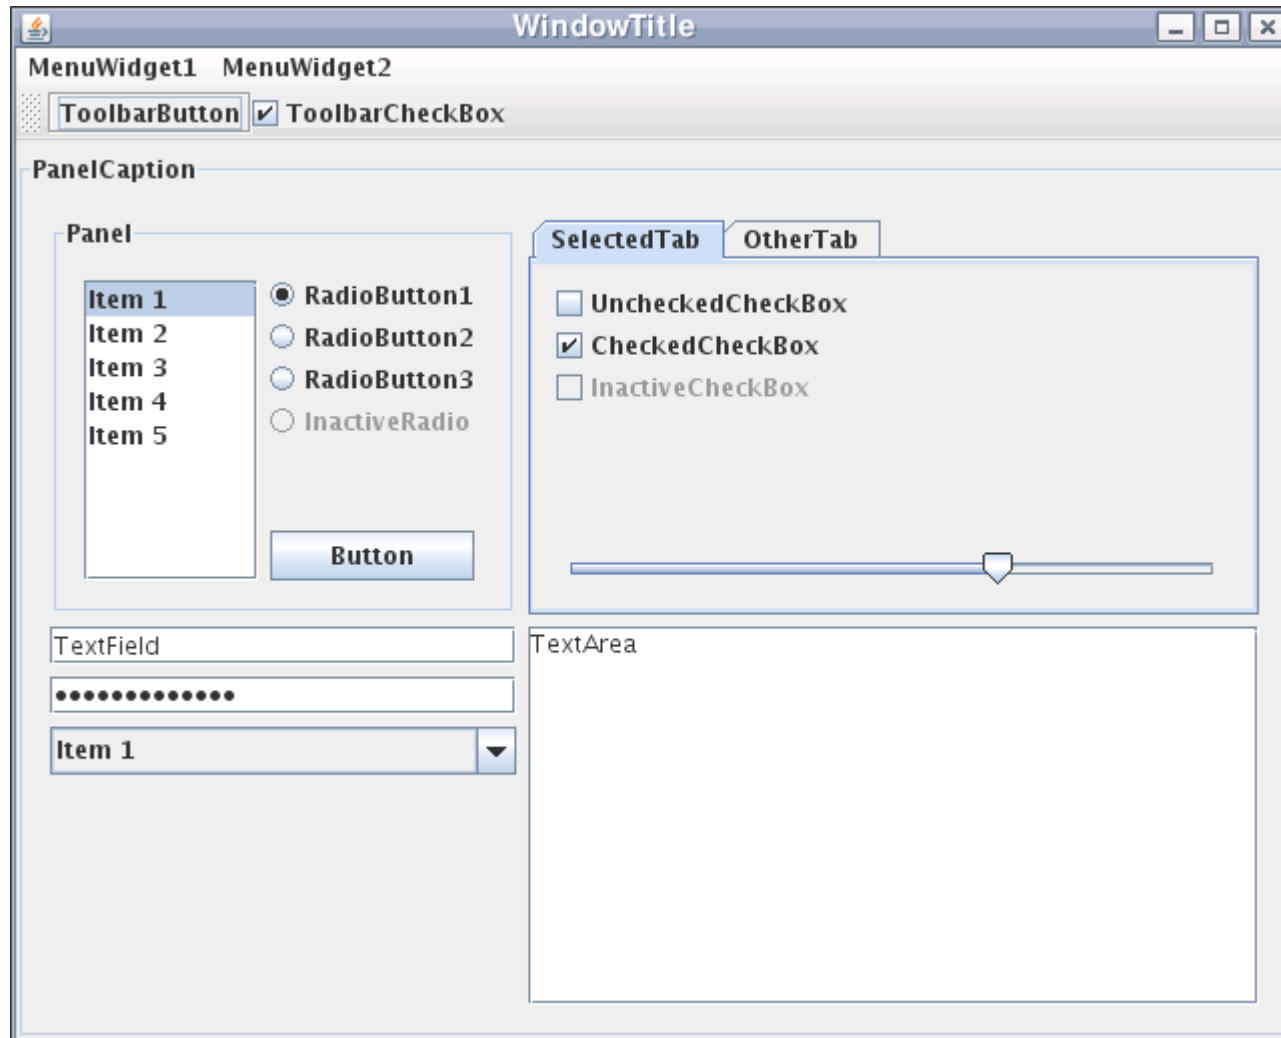 WindowTitle
MenuWidget1 MenuWidget2
ToolbarButton ToolbarCheckBox
PanelCaption
Panel
Item 1
Item 2
Item 3
Item 4
Item 5
RadioButton1
RadioButton2
RadioButton3
InactiveRadio
Button
SelectedTab OtherTab
UncheckedCheckBox
CheckedCheckBox
InactiveCheckBox
TextField
•••••••••••••
Item 1
TextArea